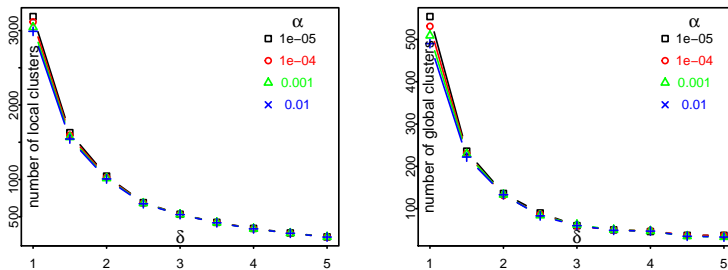 number of local clusters
3000
2000
1000
500
1
2
3
4
5
δ
α
1e−05
1e−04
0.001
0.01
number of global clusters
500
400
300
200
100
1
2
3
4
5
δ
α
1e−05
1e−04
0.001
0.01